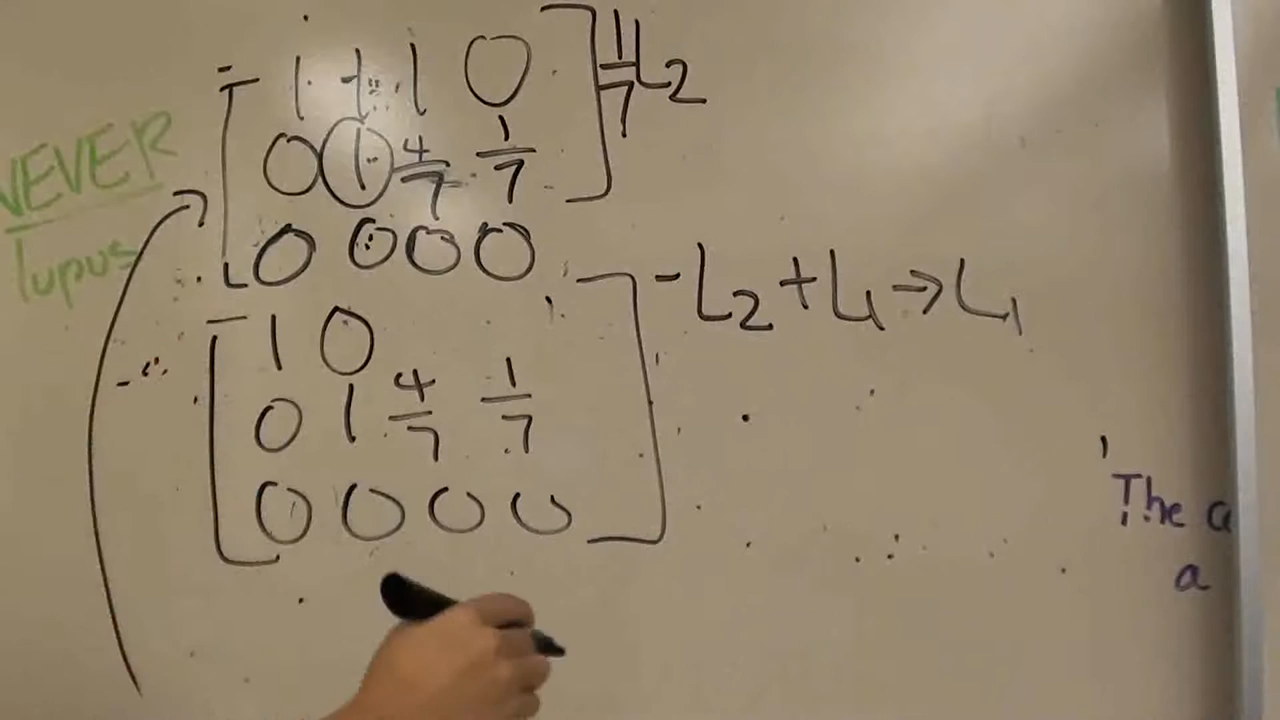 1 1 1 0
1/7 L2
NEVER
0 1 4/7 1/7
lupus
0 0 0 0
-L2 + L1 → L1
1 0
0 1 4/7 1/7
0 0 0 0
The
a